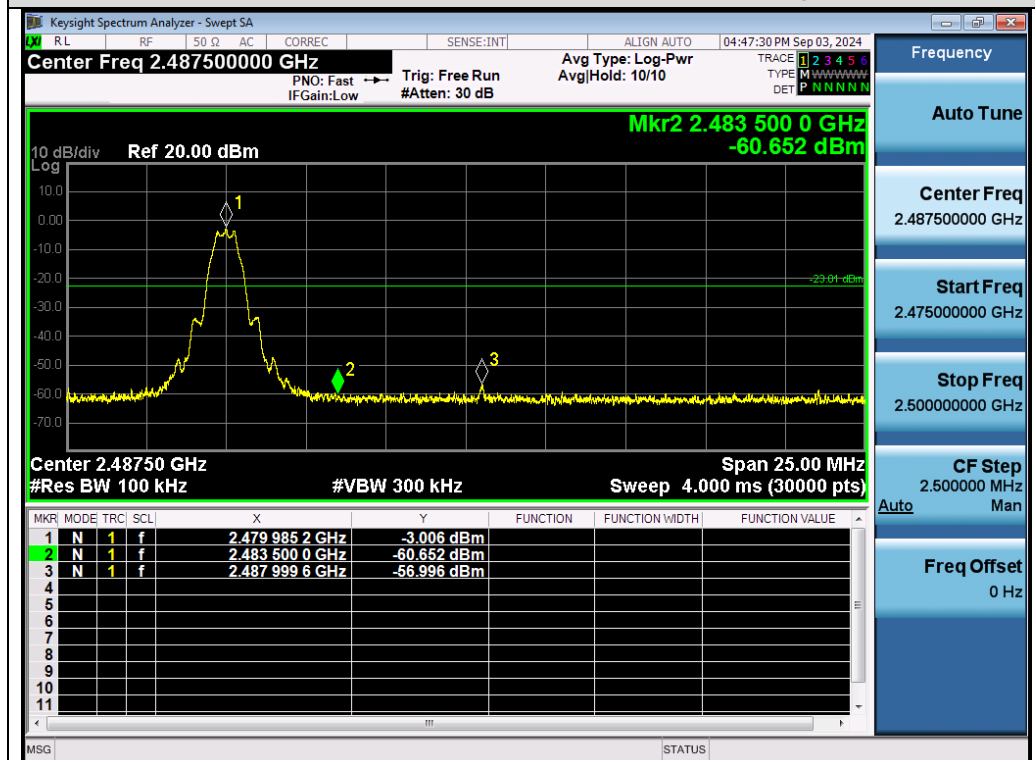 Keysight Spectrum Analyzer - Swept SA
LXI RL RF 50 Ω AC CORREC SENSE:INT ALIGN AUTO 04:47:30 PM Sep 03, 2024
Center Freq 2.487500000 GHz
PNO: Fast
IFGain:Low
Trig: Free Run
#Atten: 30 dB
Avg Type: Log-Pwr
Avg|Hold: 10/10
TRACE 1 2 3 4 5 6
TYPE M WWWWW
DET P N N N N N
Mkr2 2.483 500 0 GHz
-60.652 dBm
10 dB/div Ref 20.00 dBm
Log
10.0
0.00
-10.0
-20.0
-30.0
-40.0
-50.0
-60.0
-70.0
1
2
3
-23.01 dBm
Center 2.48750 GHz Span 25.00 MHz
#Res BW 100 kHz #VBW 300 kHz Sweep 4.000 ms (30000 pts)
MKR MODE TRC SCL X Y FUNCTION FUNCTION WIDTH FUNCTION VALUE
1 N 1 f 2.479 985 2 GHz -3.006 dBm
2 N 1 f 2.483 500 0 GHz -60.652 dBm
3 N 1 f 2.487 999 6 GHz -56.996 dBm
4
5
6
7
8
9
10
11
MSG STATUS
Frequency
Auto Tune
Center Freq
2.487500000 GHz
Start Freq
2.475000000 GHz
Stop Freq
2.500000000 GHz
CF Step
2.500000 MHz
Auto Man
Freq Offset
0 Hz